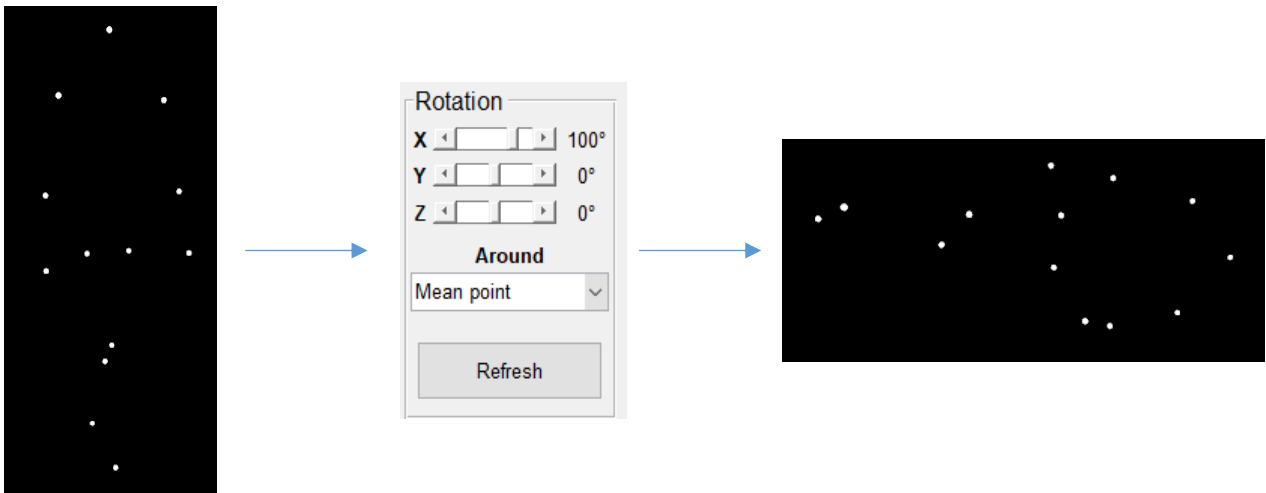 Rotation
X 100°
Y 0°
Z 0°
Around
Mean point
Refresh